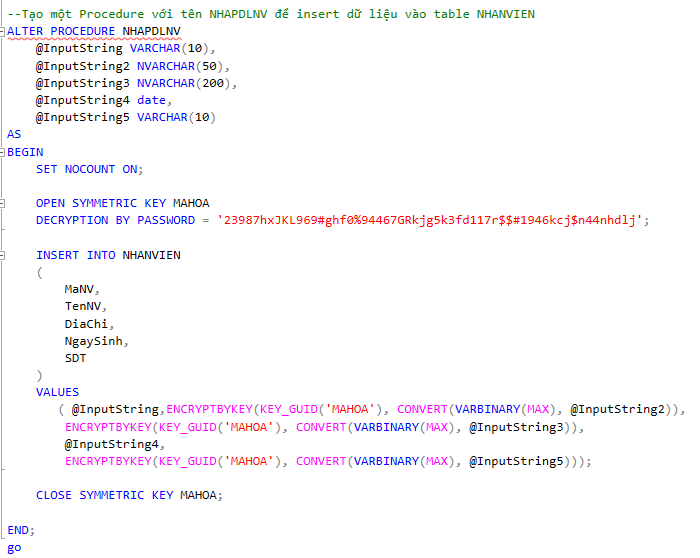 --Tạo một Procedure với tên NHAPDLNV để insert dữ liệu vào table NHANVIEN
ALTER PROCEDURE NHAPDLNV
    @InputString VARCHAR(10),
    @InputString2 NVARCHAR(50),
    @InputString3 NVARCHAR(200),
    @InputString4 date,
    @InputString5 VARCHAR(10)
AS
BEGIN
    SET NOCOUNT ON;
    OPEN SYMMETRIC KEY MAHOA
    DECRYPTION BY PASSWORD = '23987hxJKL969#ghf0%94467GRkjg5k3fd117r$$#1946kcj$n44nhdlj';
    INSERT INTO NHANVIEN
    (
        MaNV,
        TenNV,
        DiaChi,
        NgaySinh,
        SDT
    )
    VALUES
       ( @InputString,ENCRYPTBYKEY(KEY_GUID('MAHOA'), CONVERT(VARBINARY(MAX), @InputString2)),
        ENCRYPTBYKEY(KEY_GUID('MAHOA'), CONVERT(VARBINARY(MAX), @InputString3)),
        @InputString4,
        ENCRYPTBYKEY(KEY_GUID('MAHOA'), CONVERT(VARBINARY(MAX), @InputString5)));
    CLOSE SYMMETRIC KEY MAHOA;
END;
go